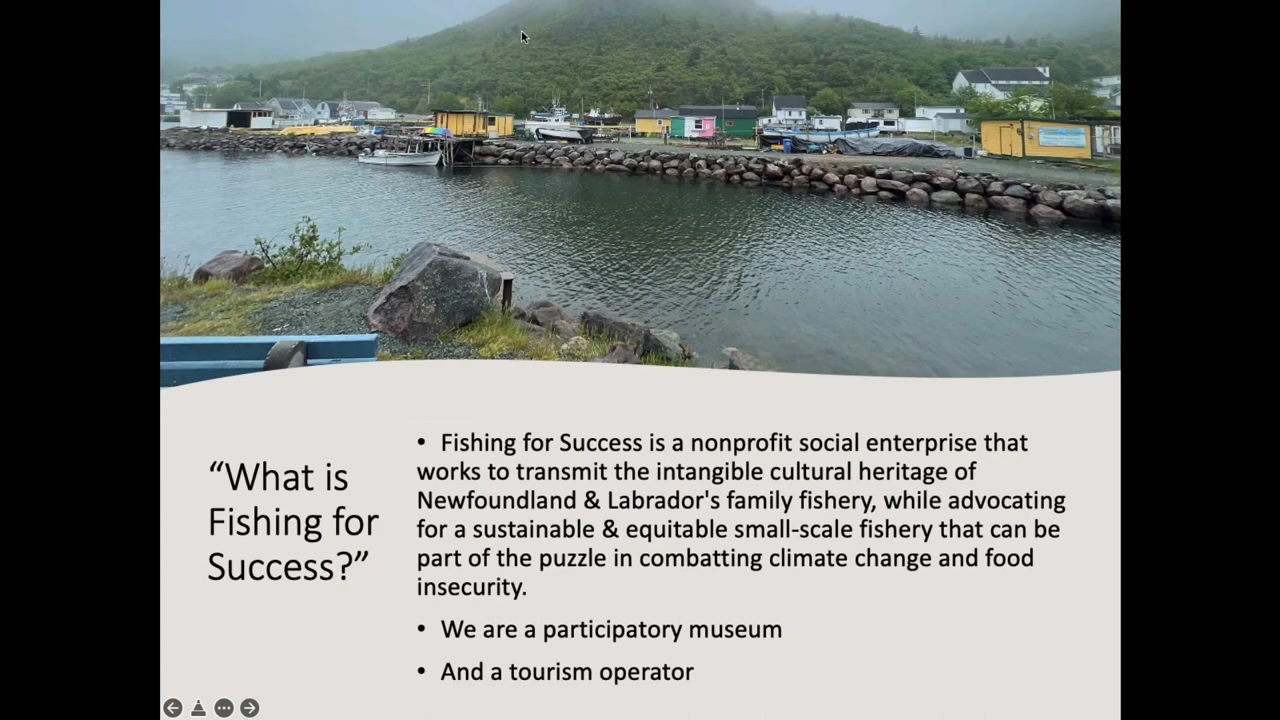 “What is
Fishing for
Success?”
• Fishing for Success is a nonprofit social enterprise that
works to transmit the intangible cultural heritage of
Newfoundland & Labrador's family fishery, while advocating
for a sustainable & equitable small-scale fishery that can be
part of the puzzle in combatting climate change and food
insecurity.
• We are a participatory museum
• And a tourism operator